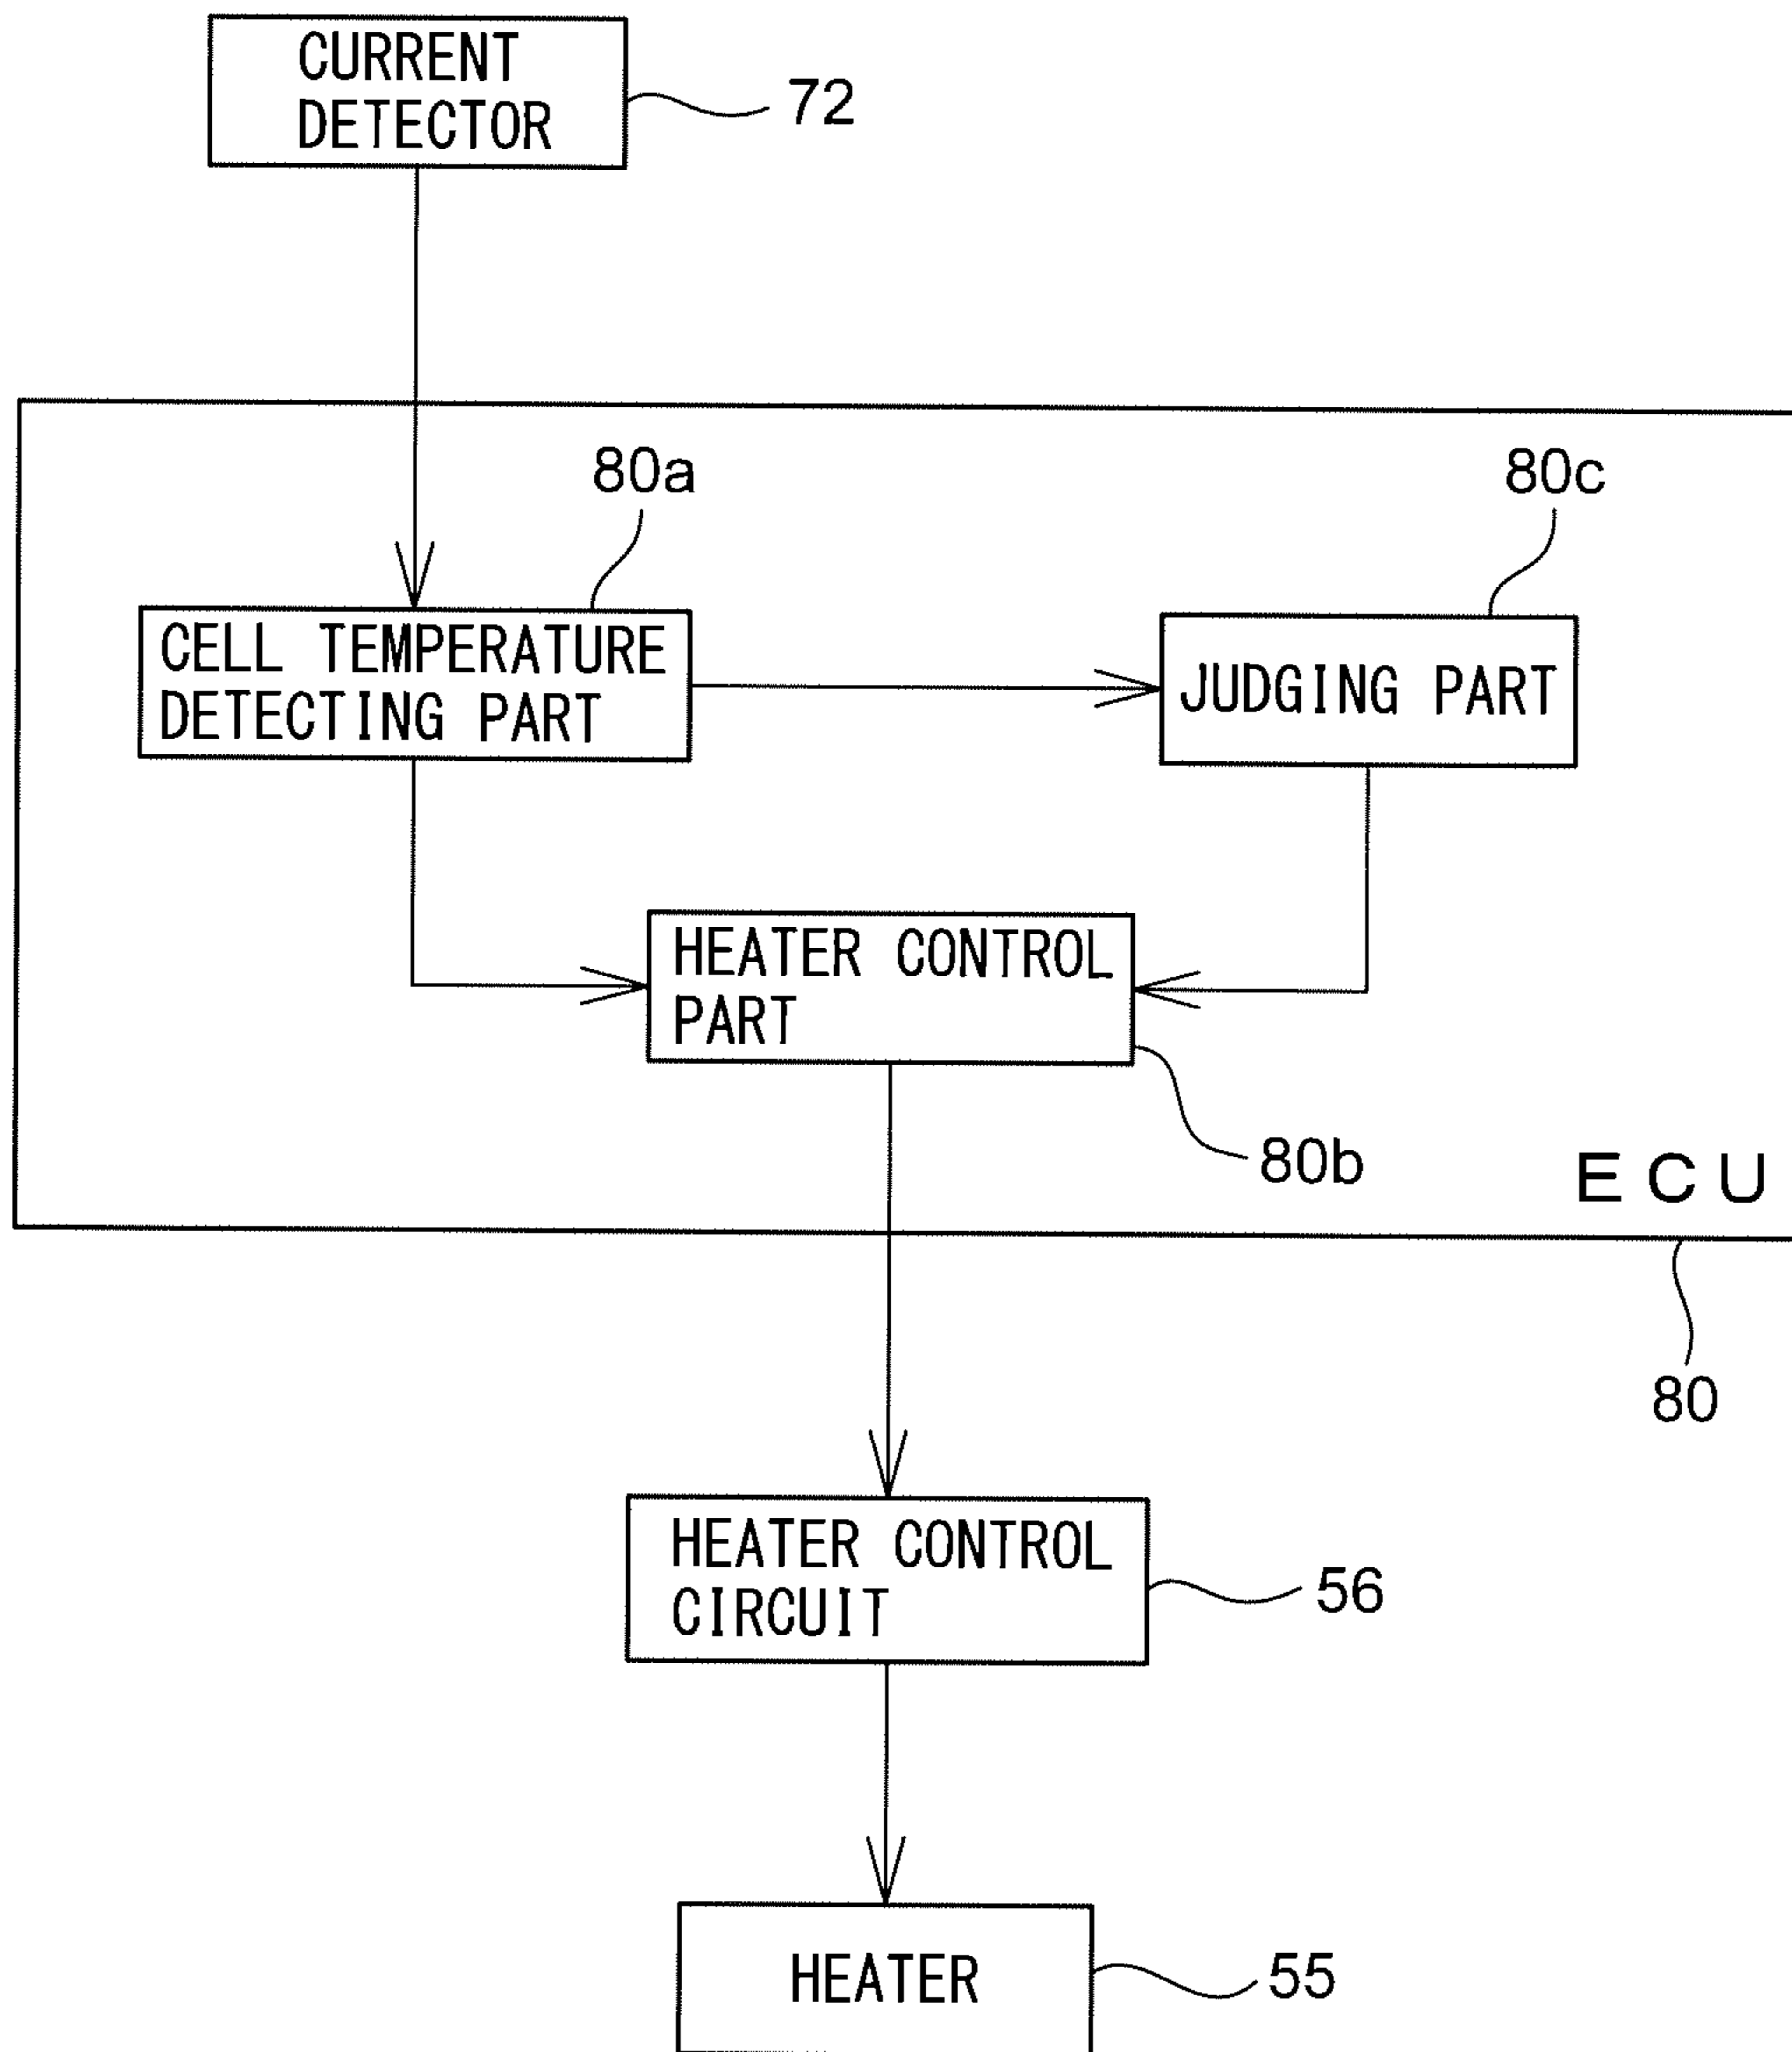 CURRENT
DETECTOR
72
80a
80c
CELL TEMPERATURE
DETECTING PART
JUDGING PART
HEATER CONTROL
PART
80b
ECU
80
HEATER CONTROL
CIRCUIT
56
HEATER
55